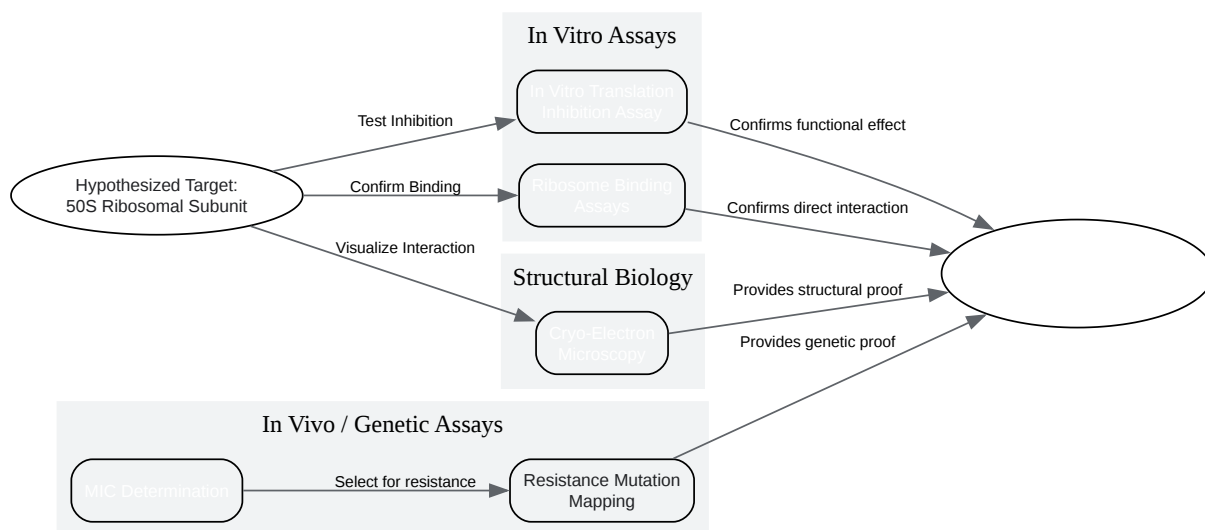 In Vitro Assays
In Vitro Translation
Inhibition Assay
Test Inhibition
Confirms functional effect
Hypothesized Target:
50S Ribosomal Subunit
Confirm Binding
Ribosome Binding
Assays
Confirms direct interaction
Visualize Interaction
Structural Biology
Provides structural proof
Cryo-Electron
Microscopy
Provides genetic proof
In Vivo / Genetic Assays
MIC Determination
Select for resistance
Resistance Mutation
Mapping